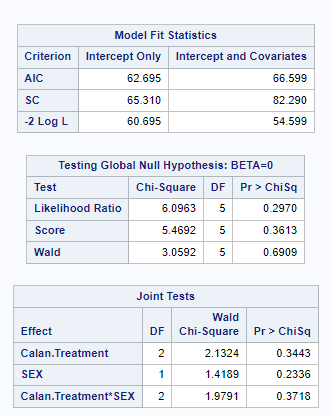 Model Fit Statistics
Criterion Intercept Only Intercept and Covariates
AIC 62.695 66.599
SC 65.310 82.290
-2 Log L 60.695 54.599
Testing Global Null Hypothesis: BETA=0
Test Chi-Square DF Pr > ChiSq
Likelihood Ratio 6.0963 5 0.2970
Score 5.4692 5 0.3613
Wald 3.0592 5 0.6909
Joint Tests
Effect DF Wald Chi-Square Pr > ChiSq
Calan.Treatment 2 2.1324 0.3443
SEX 1 1.4189 0.2336
Calan.Treatment*SEX 2 1.9791 0.3718